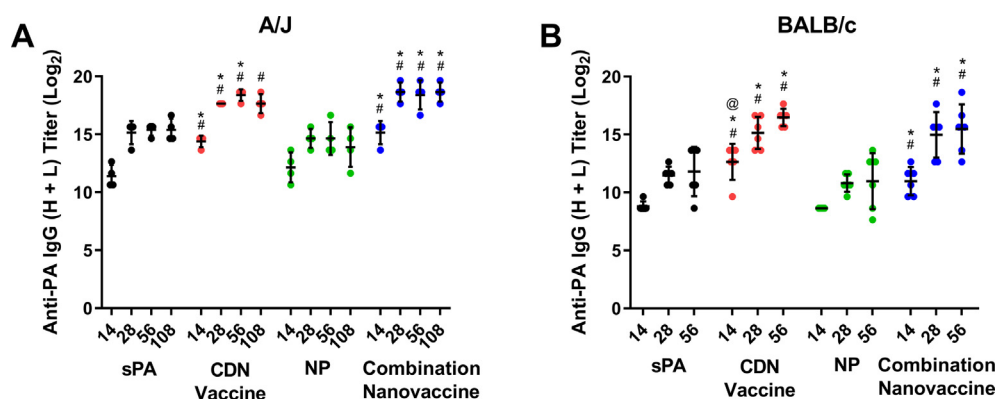 A
A/J
Anti-PA IgG (H + L) Titer (Log2)
20
15
10
5
0
* # * # * # #
* # * # * # * #
14 28 56 108 14 28 56 108 14 28 56 108 14 28 56 108
sPA CDN Vaccine NP Combination Nanovaccine
B
BALB/c
Anti-PA IgG (H + L) Titer (Log2)
20
15
10
5
0
@ * # * # * #
* # * # * #
14 28 56 14 28 56 14 28 56 14 28 56
sPA CDN Vaccine NP Combination Nanovaccine